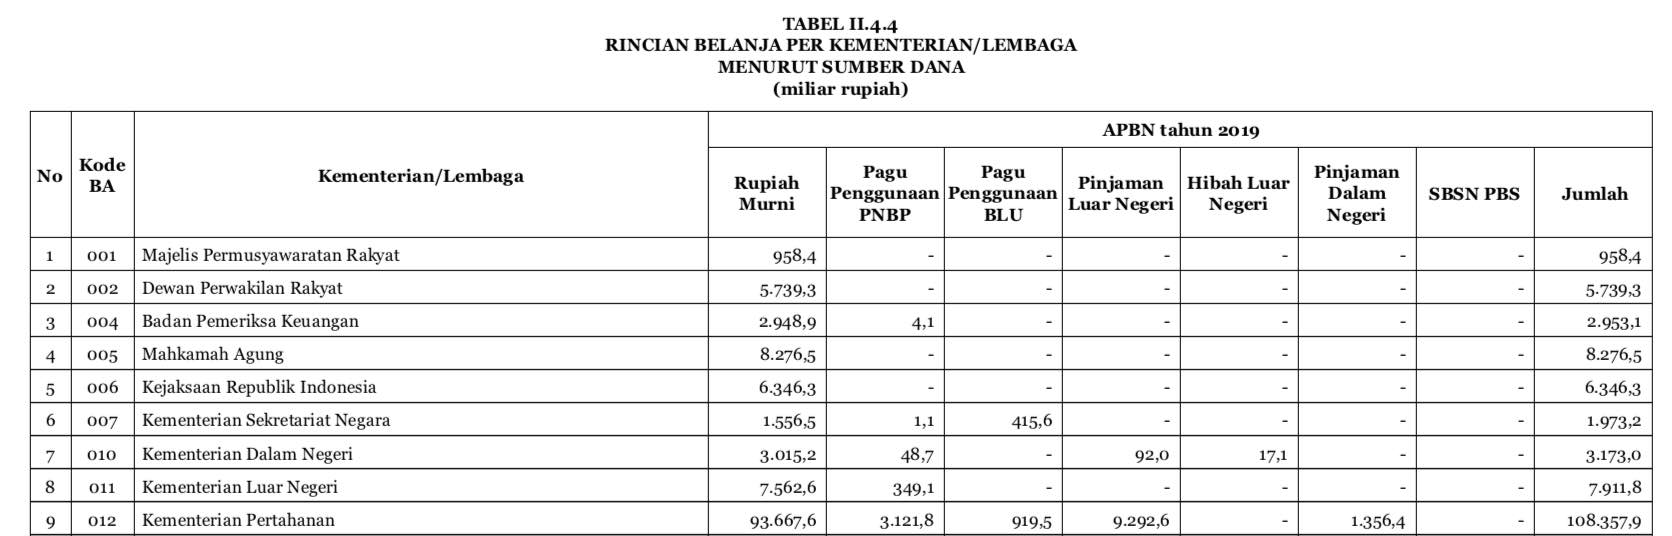 TABEL II.4.4
RINCIAN BELANJA PER KEMENTERIAN/LEMBAGA
MENURUT SUMBER DANA
(miliar rupiah)
No Kode BA Kementerian/Lembaga APBN tahun 2019
Rupiah Murni Pagu Penggunaan PNBP Pagu Penggunaan BLU Pinjaman Luar Negeri Hibah Luar Negeri Pinjaman Dalam Negeri SBSN PBS Jumlah
1 001 Majelis Permusyawaratan Rakyat 958,4 - - - - - - 958,4
2 002 Dewan Perwakilan Rakyat 5.739,3 - - - - - - 5.739,3
3 004 Badan Pemeriksa Keuangan 2.948,9 4,1 - - - - - 2.953,1
4 005 Mahkamah Agung 8.276,5 - - - - - - 8.276,5
5 006 Kejaksaan Republik Indonesia 6.346,3 - - - - - - 6.346,3
6 007 Kementerian Sekretariat Negara 1.556,5 1,1 415,6 - - - - 1.973,2
7 010 Kementerian Dalam Negeri 3.015,2 48,7 - 92,0 17,1 - - 3.173,0
8 011 Kementerian Luar Negeri 7.562,6 349,1 - - - - - 7.911,8
9 012 Kementerian Pertahanan 93.667,6 3.121,8 919,5 9.292,6 - 1.356,4 - 108.357,9